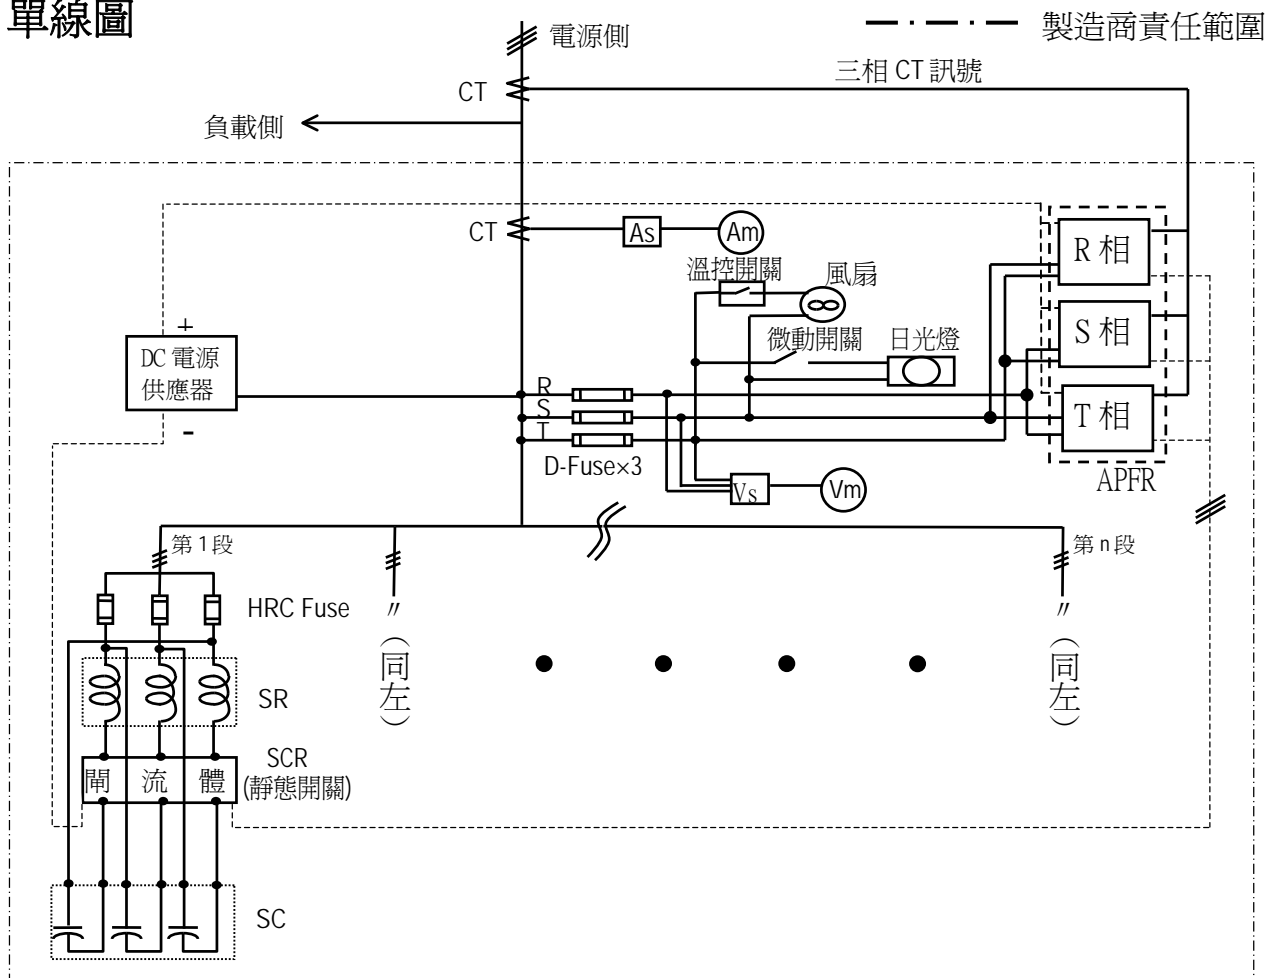 單線圖
電源側
製造商責任範圍
三相 CT 訊號
CT
負載側
CT
As
Am
R 相
溫控開關
風扇
S 相
微動開關
日光燈
+
DC 電源
供應器
-
R
S
T
T 相
D-Fuse×3
APFR
Vs
Vm
第 1 段
第 n 段
HRC Fuse
〃
(同左)
〃
(同左)
SR
SCR
閘 流 體
(靜態開關)
SC